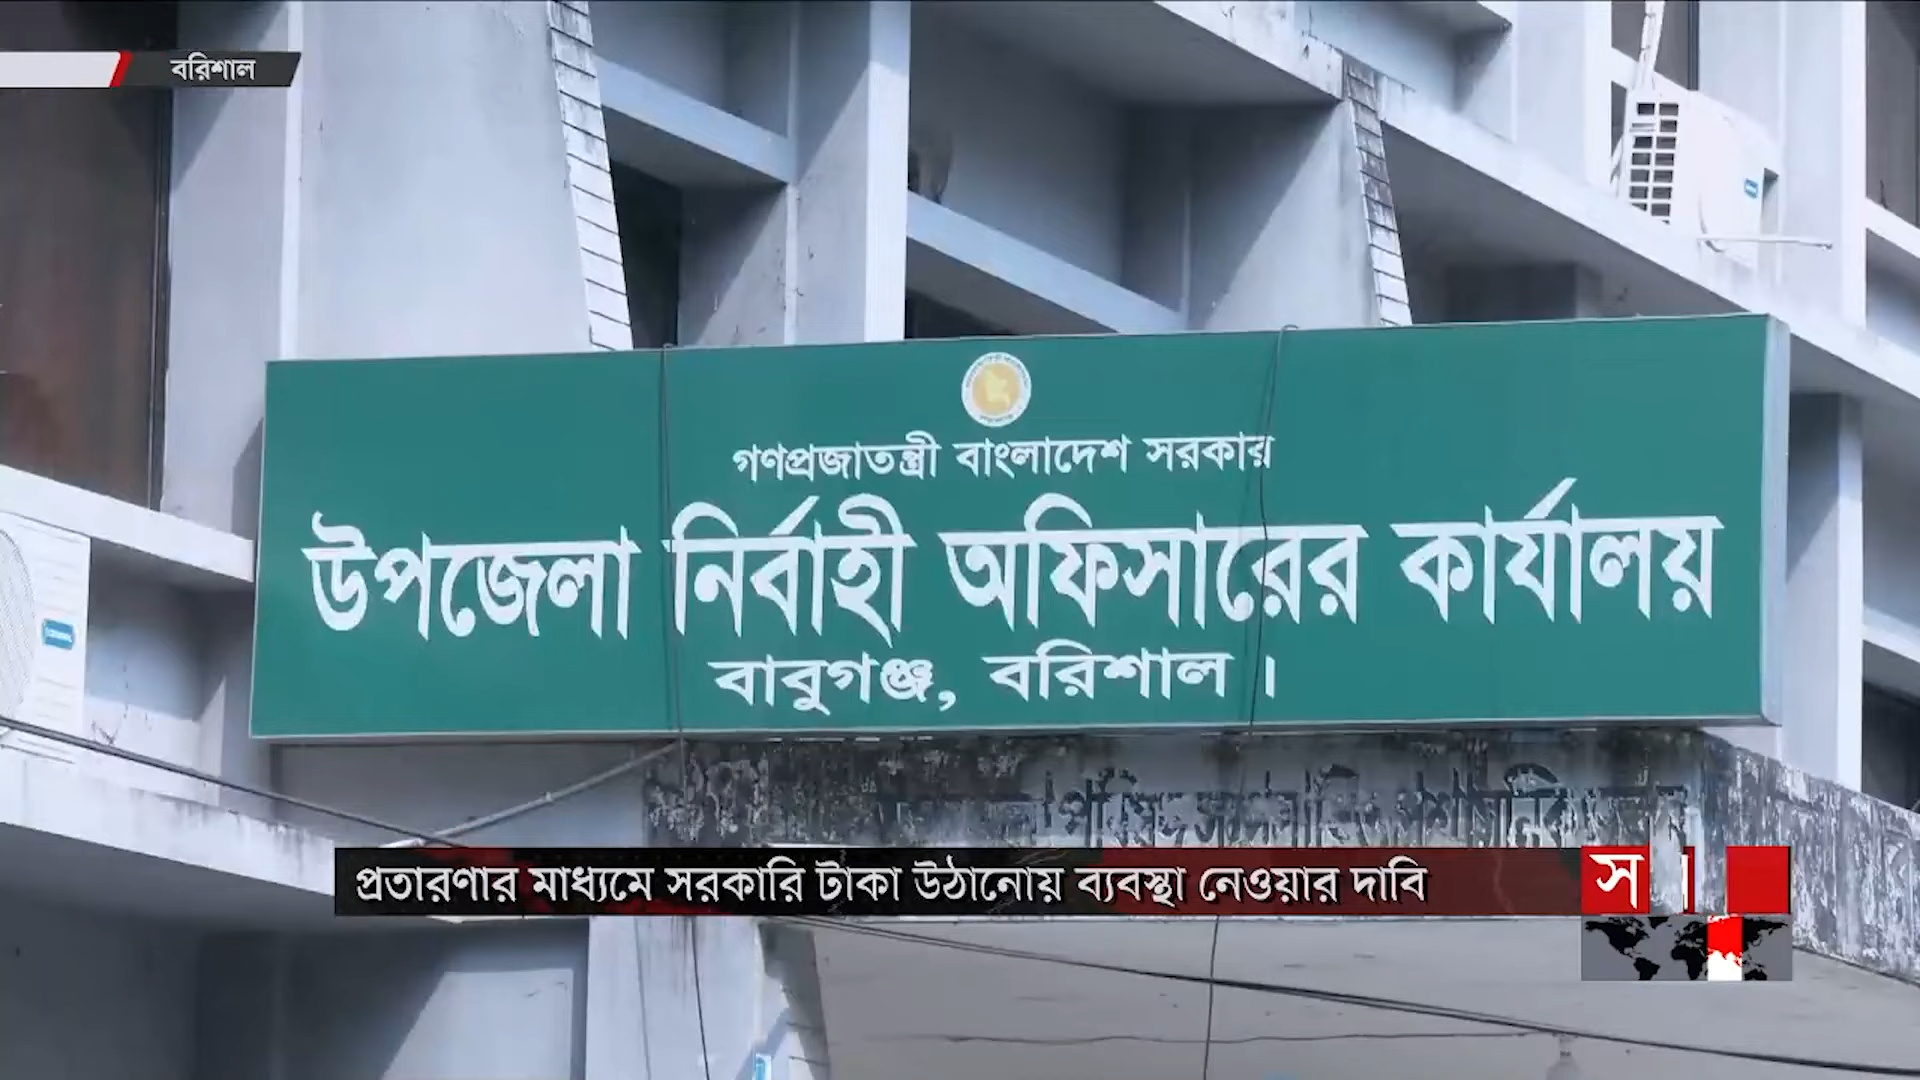 বরিশাল
গণপ্রজাতন্ত্রী বাংলাদেশ সরকার
উপজেলা নির্বাহী অফিসারের কার্যালয়
বাবুগঞ্জ, বরিশাল ।
প্রতারণার মাধ্যমে সরকারি টাকা উঠানোয় ব্যবস্থা নেওয়ার দাবি